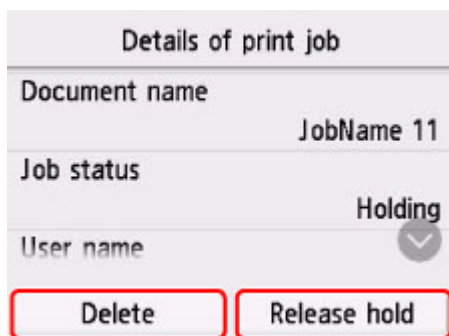 Details of print job
Document name
JobName 11
Job status
Holding
User name
Delete
Release hold